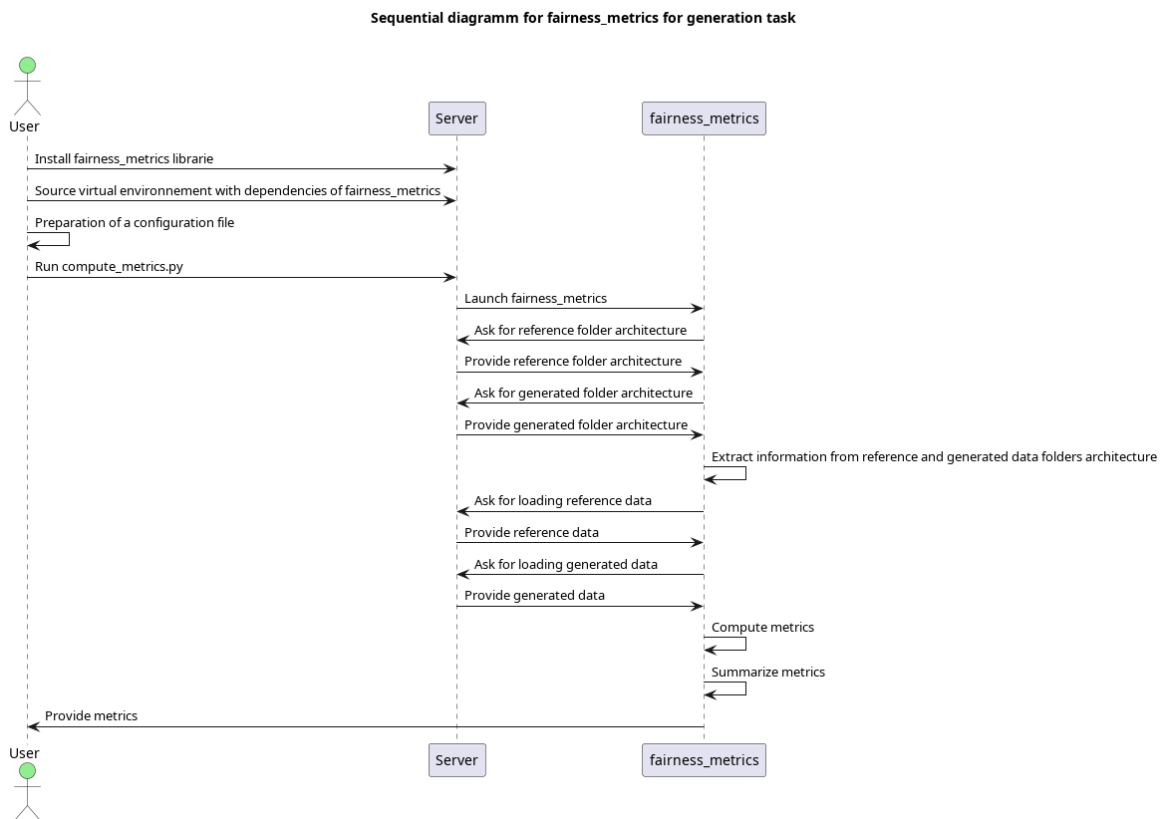 Sequential diagramm for fairness_metrics for generation task
User
Server
fairness_metrics
Install fairness_metrics librarie
Source virtual environnement with dependencies of fairness_metrics
Preparation of a configuration file
Run compute_metrics.py
Launch fairness_metrics
Ask for reference folder architecture
Provide reference folder architecture
Ask for generated folder architecture
Provide generated folder architecture
Extract information from reference and generated data folders architecture
Ask for loading reference data
Provide reference data
Ask for loading generated data
Provide generated data
Compute metrics
Summarize metrics
Provide metrics
User
Server
fairness_metrics